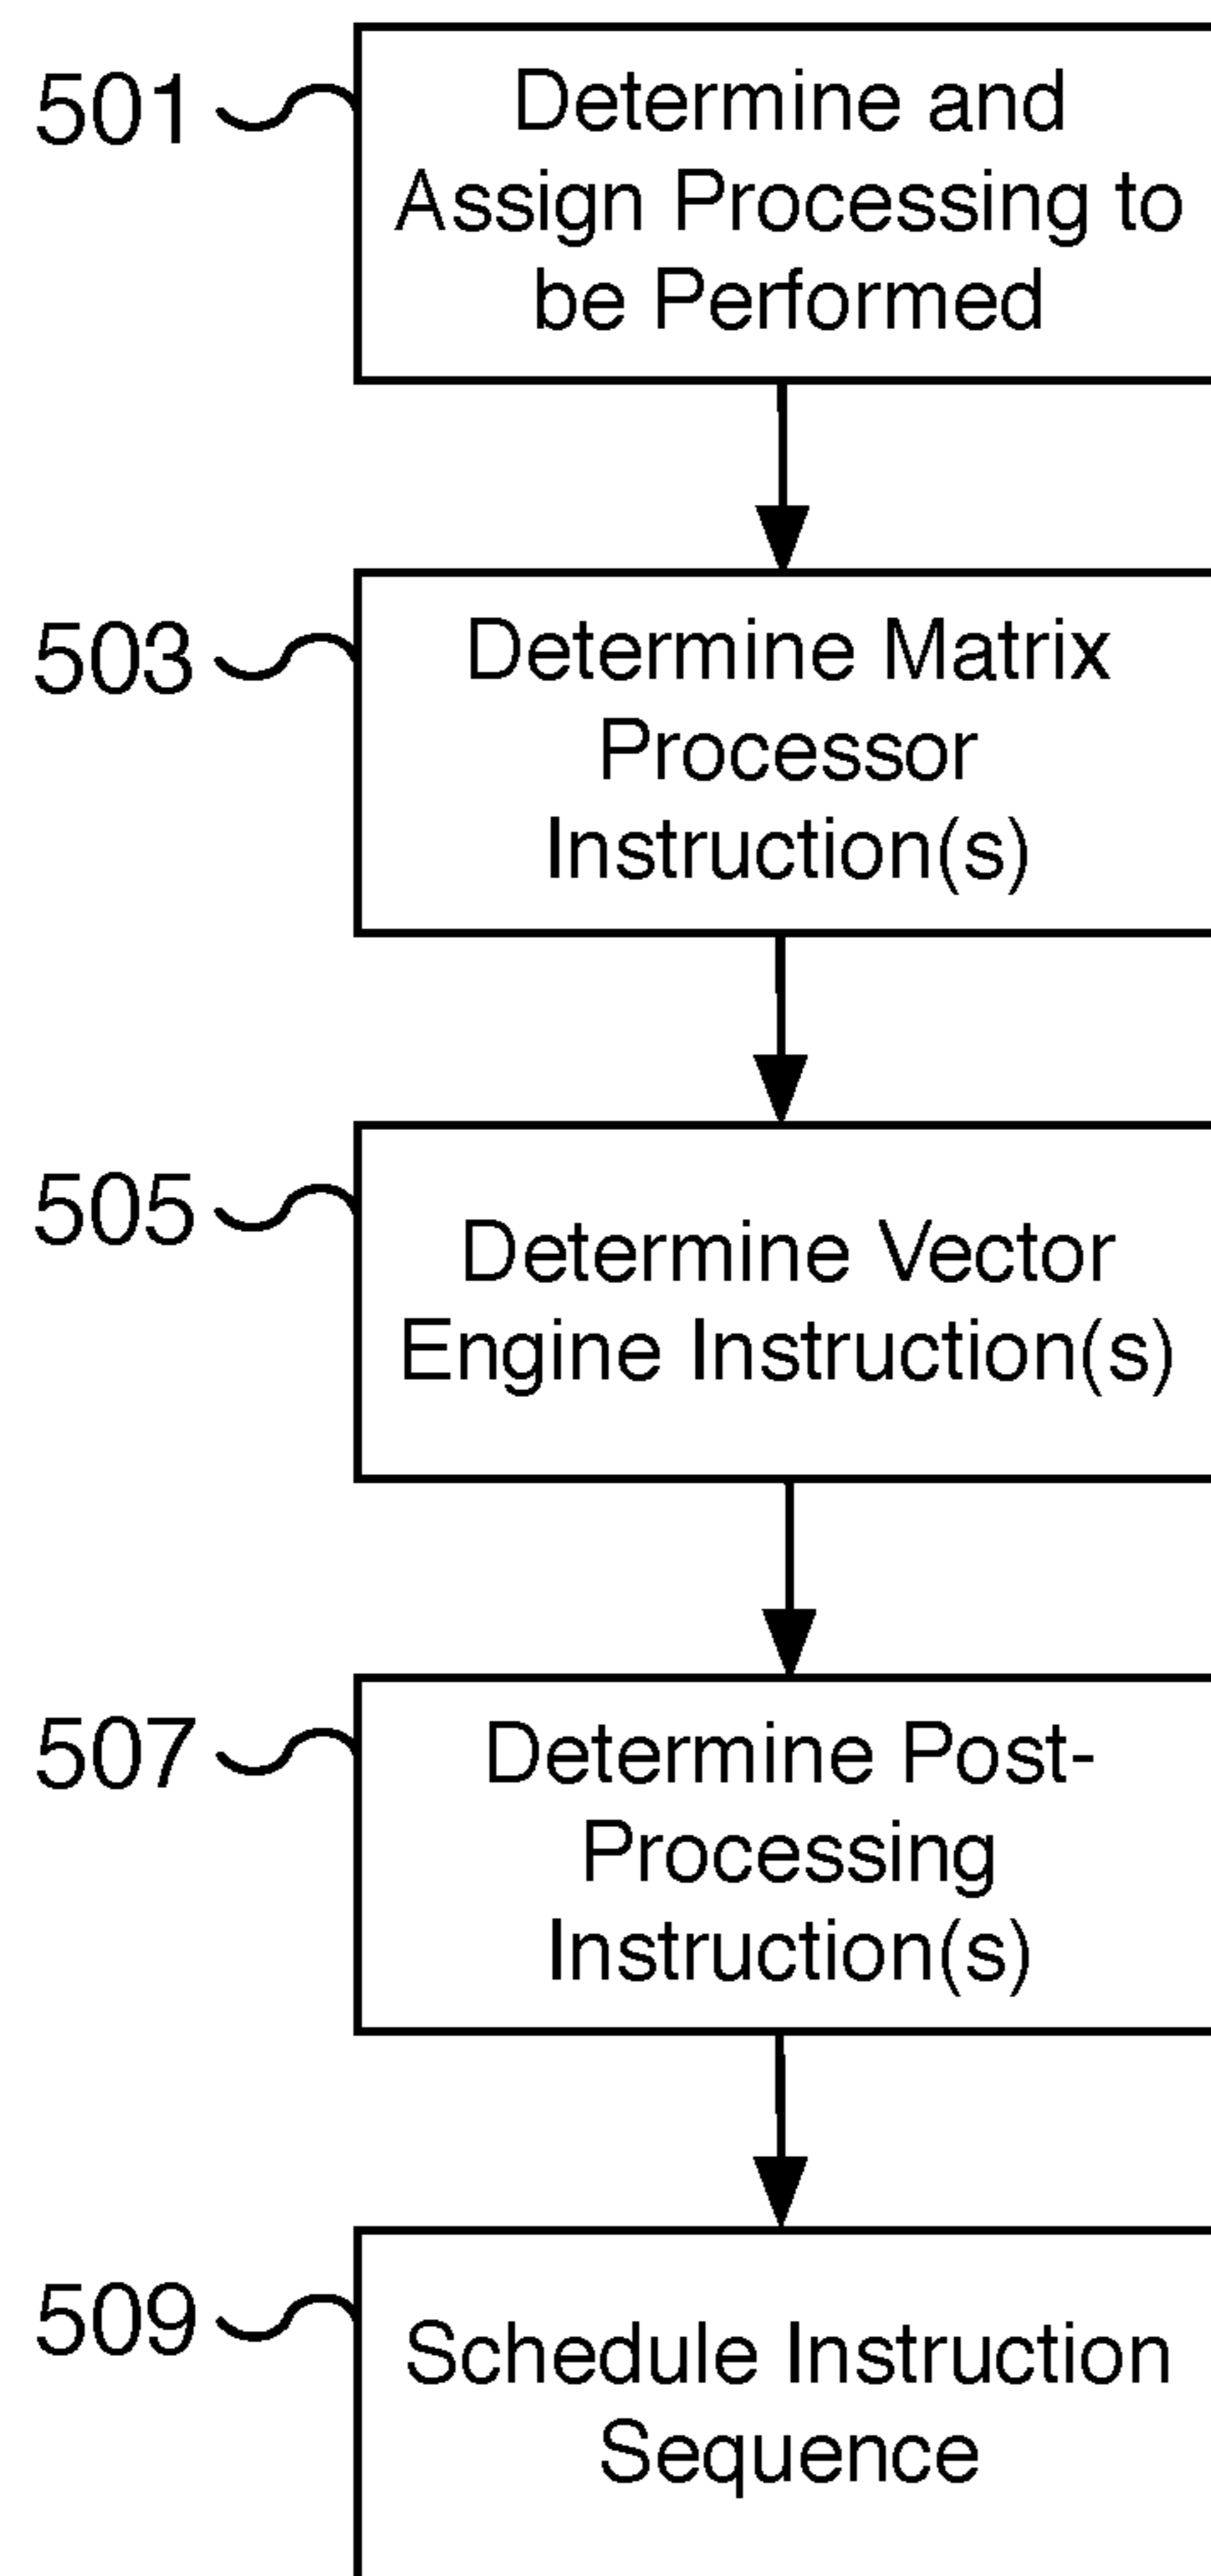 501
Determine and
Assign Processing to
be Performed
503
Determine Matrix
Processor
Instruction(s)
505
Determine Vector
Engine Instruction(s)
507
Determine Post-
Processing
Instruction(s)
509
Schedule Instruction
Sequence